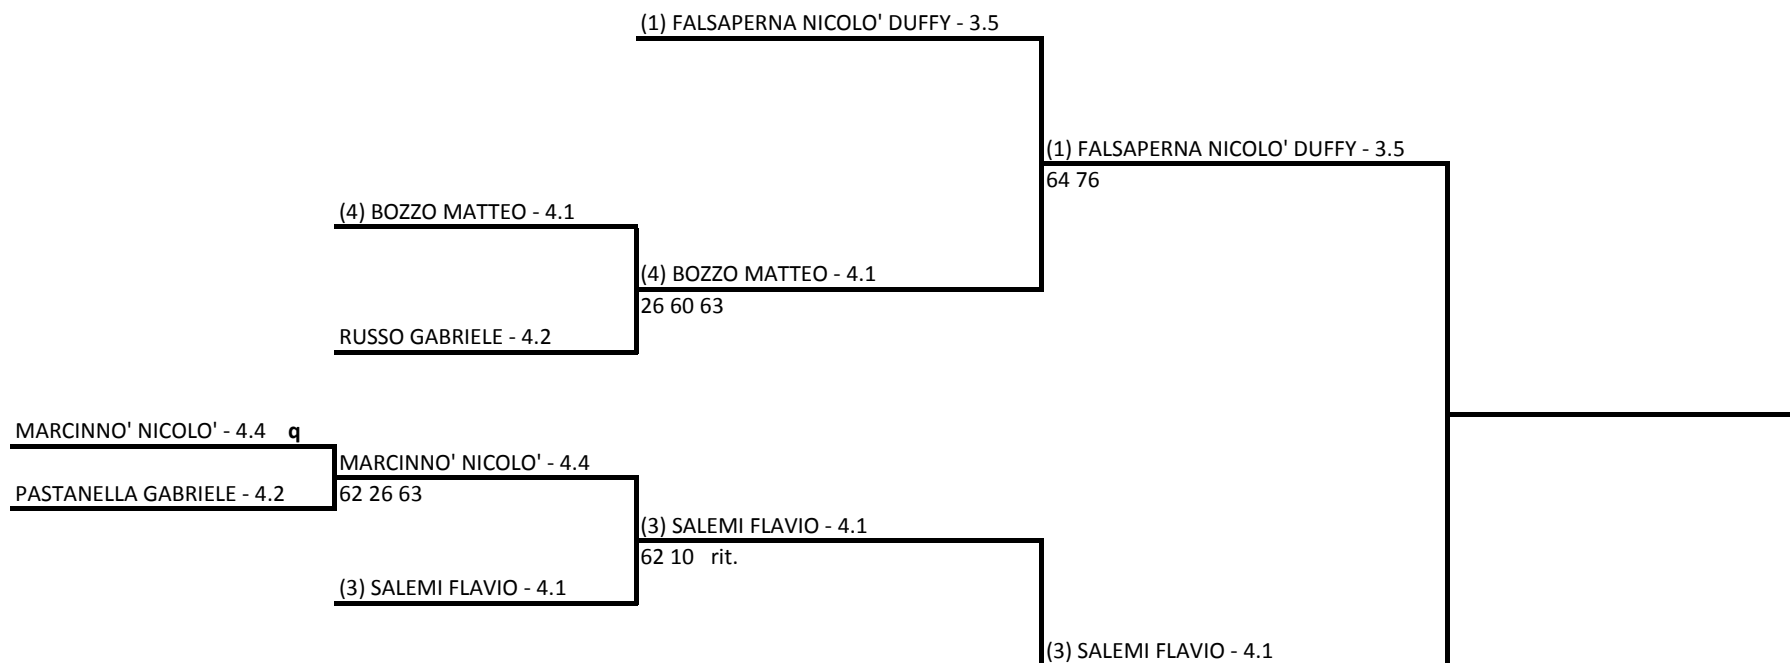 (1) FALSAPERNA NICOLO' DUFFY - 3.5
(1) FALSAPERNA NICOLO' DUFFY - 3.5
64 76
(4) BOZZO MATTEO - 4.1
(4) BOZZO MATTEO - 4.1
26 60 63
RUSSO GABRIELE - 4.2
MARCINNO' NICOLO' - 4.4 q
MARCINNO' NICOLO' - 4.4
PASTANELLA GABRIELE - 4.2
62 26 63
(3) SALEMI FLAVIO - 4.1
62 10 rit.
(3) SALEMI FLAVIO - 4.1
(3) SALEMI FLAVIO - 4.1